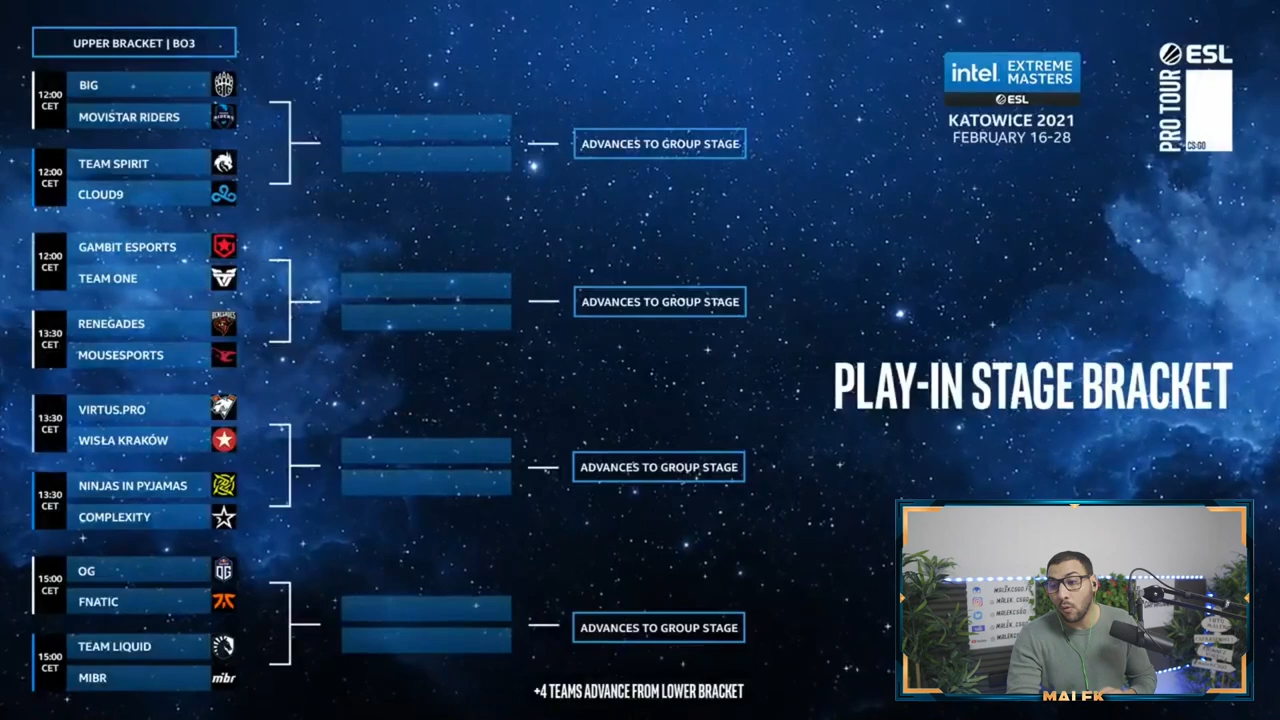 UPPER BRACKET | BO3
12:00
CET
BIG
MOVISTAR RIDERS
12:00
CET
TEAM SPIRIT
CLOUD9
12:00
CET
GAMBIT ESPORTS
TEAM ONE
13:30
CET
RENEGADES
MOUSESPORTS
13:30
CET
VIRTUS.PRO
WISŁA KRAKÓW
13:30
CET
NINJAS IN PYJAMAS
COMPLEXITY
15:00
CET
OG
FNATIC
15:00
CET
TEAM LIQUID
MIBR
mibr
ADVANCES TO GROUP STAGE
ADVANCES TO GROUP STAGE
ADVANCES TO GROUP STAGE
ADVANCES TO GROUP STAGE
+4 TEAMS ADVANCE FROM LOWER BRACKET
intel EXTREME
MASTERS
ESL
KATOWICE 2021
FEBRUARY 16-28
ESL
PRO TOUR
CS:GO
PLAY-IN STAGE BRACKET
MALEK